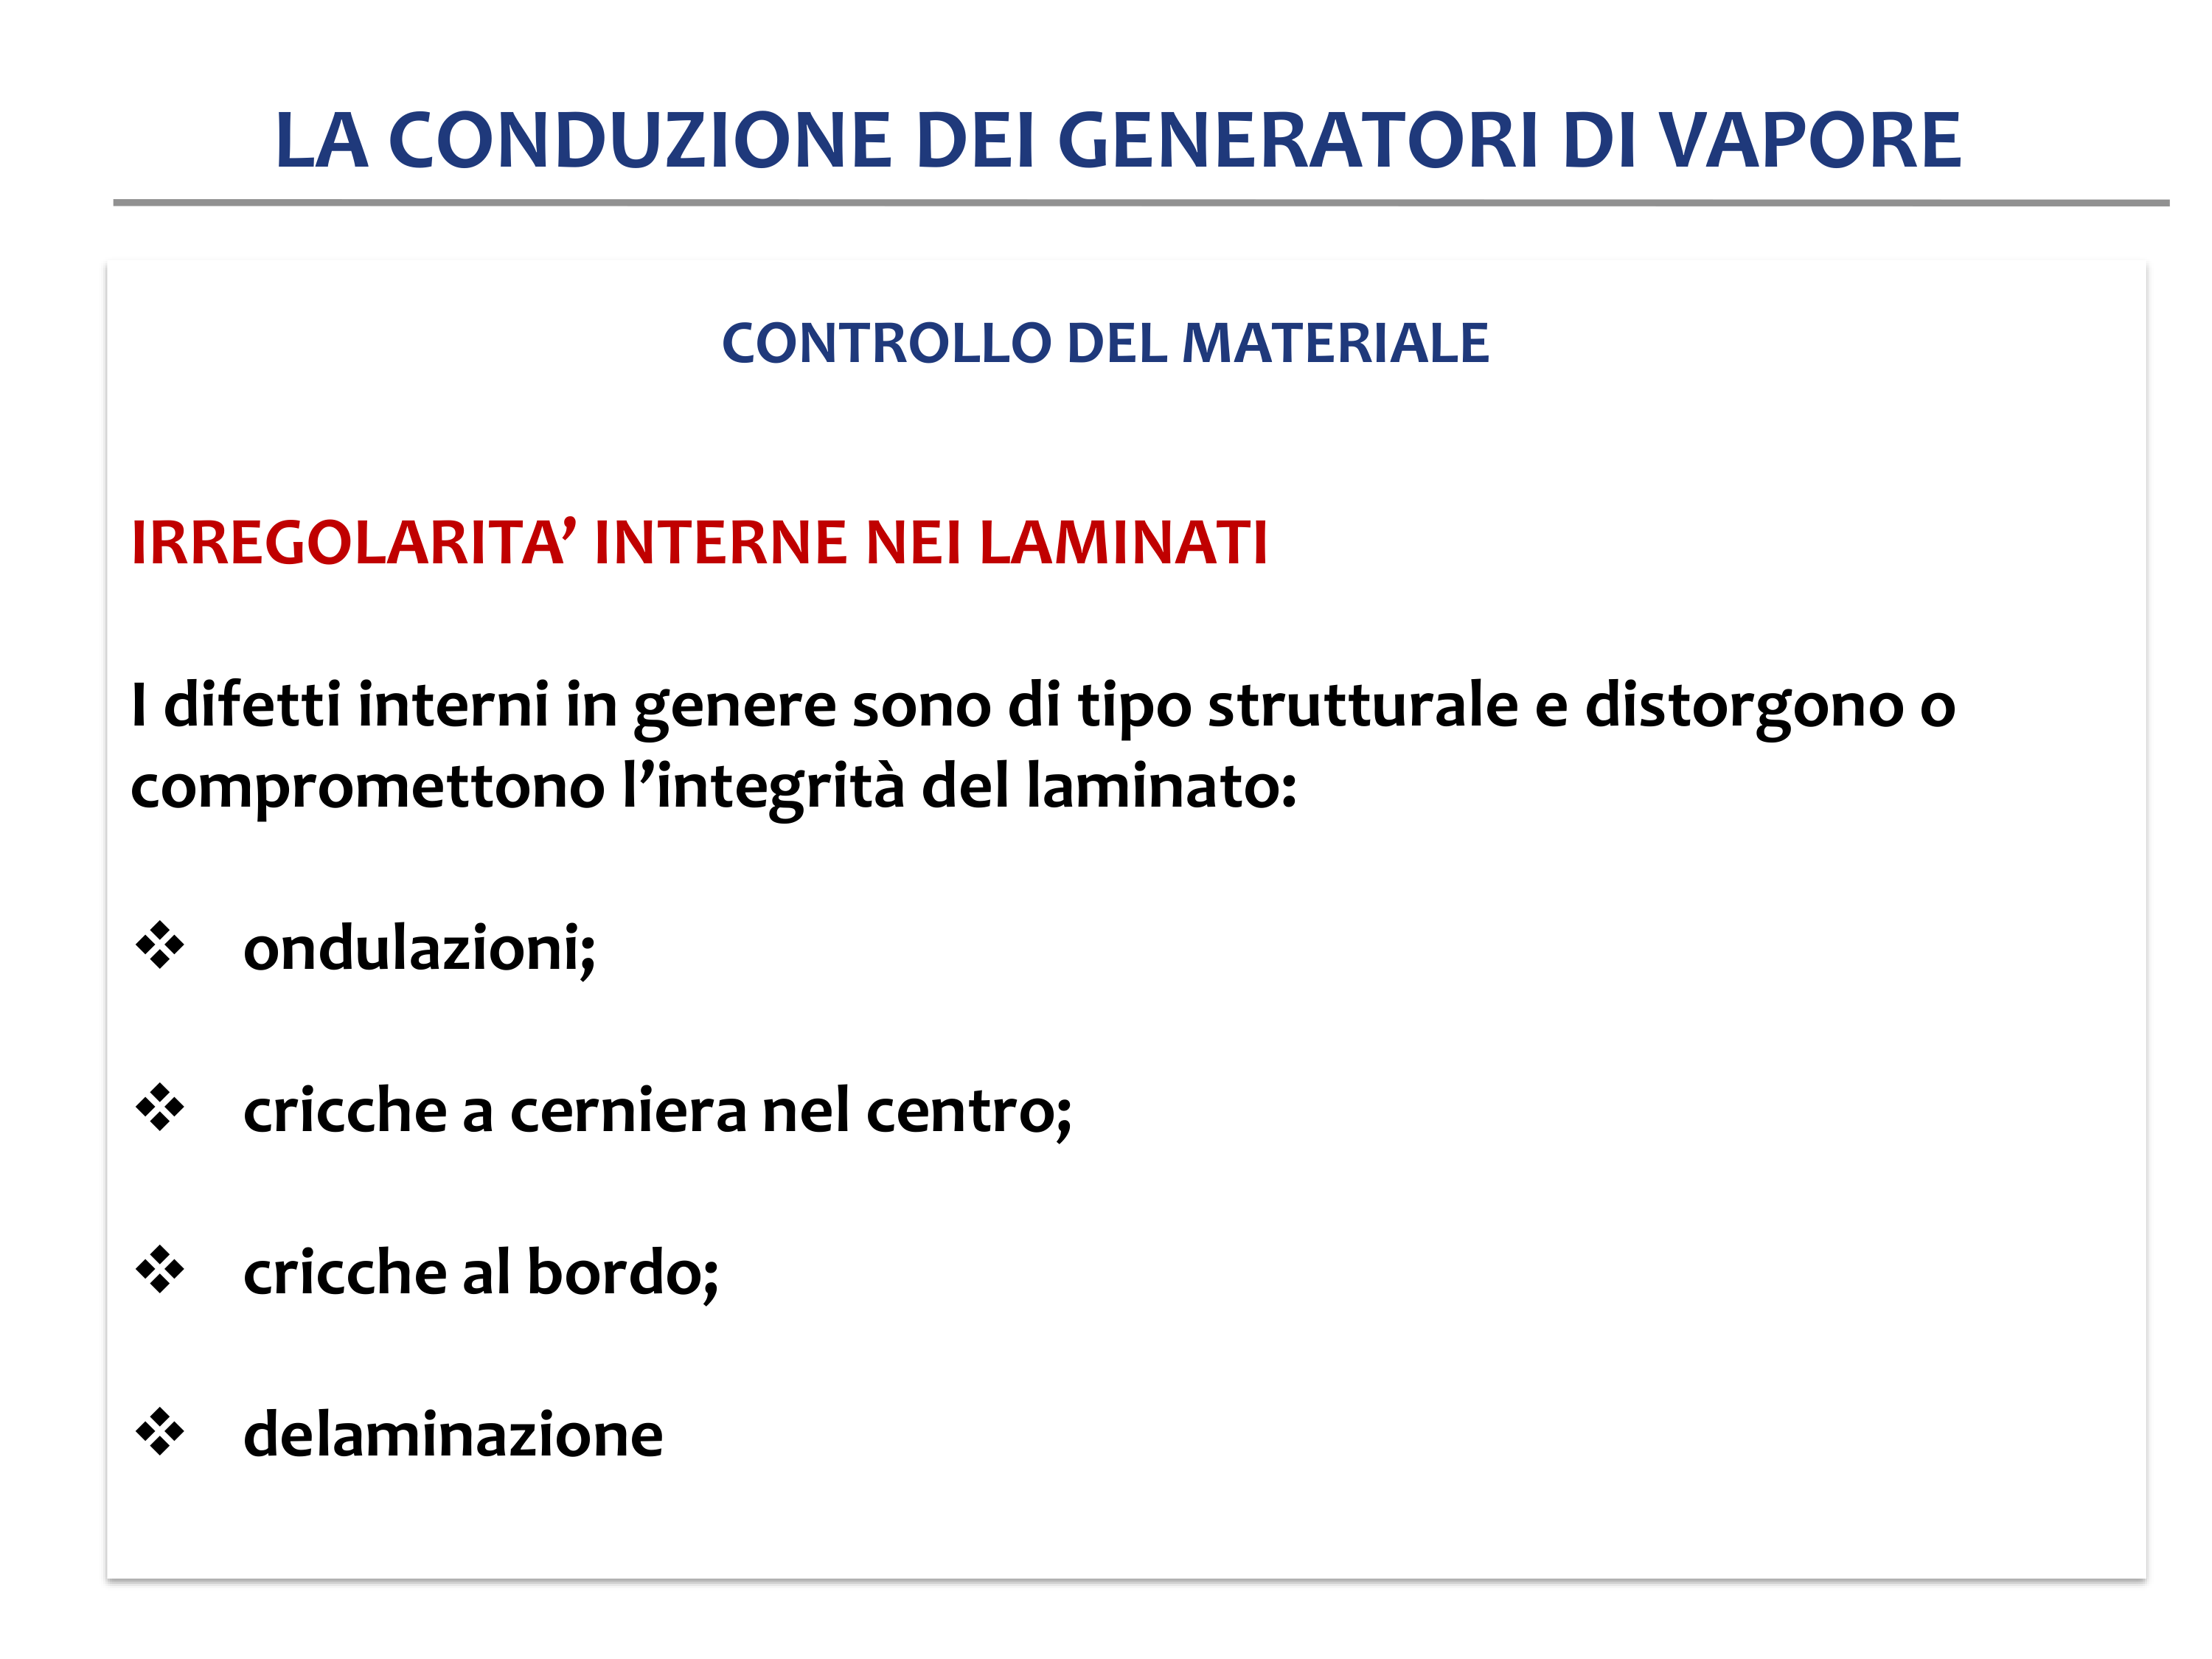 LA CONDUZIONE DEI GENERATORI DI VAPORE
CONTROLLO DEL MATERIALE
IRREGOLARITA’ INTERNE NEI LAMINATI
I difetti interni in genere sono di tipo strutturale e distorgono o
compromettono l’integrità del laminato:
❖ ondulazioni;
❖ cricche a cerniera nel centro;
❖ cricche al bordo;
❖ delaminazione